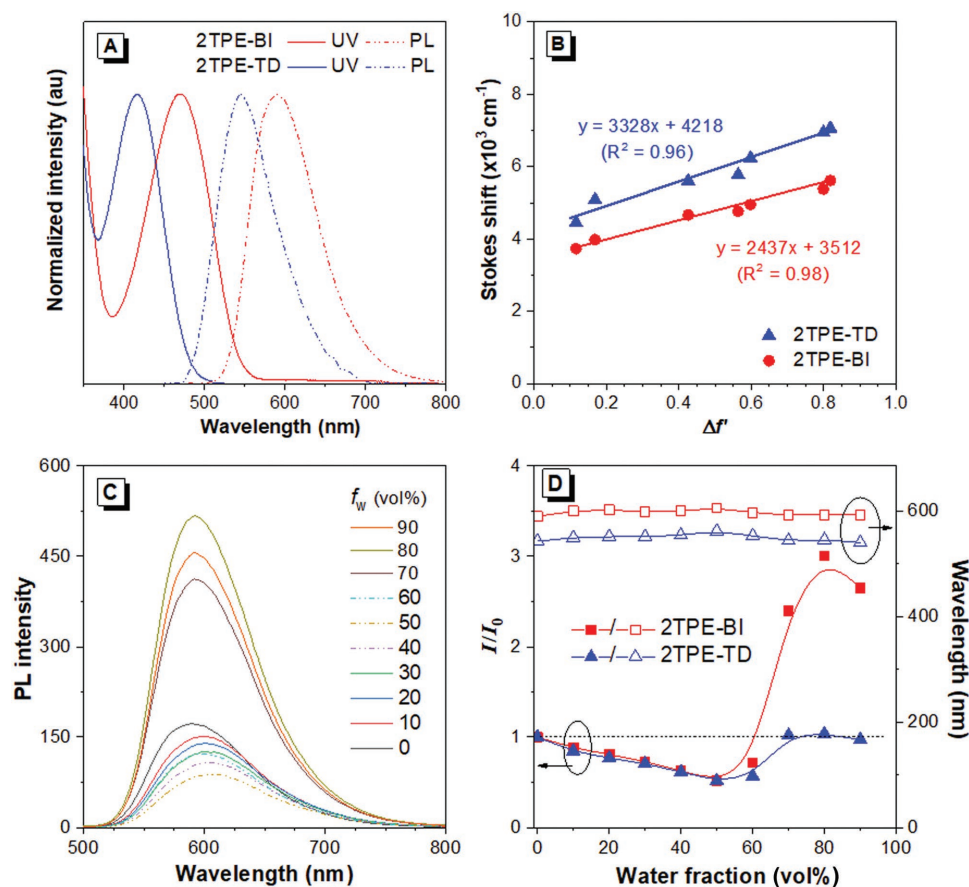 A
2TPE-BI UV PL
2TPE-TD UV PL
Normalized intensity (au)
400 500 600 700 800
Wavelength (nm)
B
10
8
6
4
2
0
Stokes shift (x10³ cm⁻¹)
y = 3328x + 4218
(R² = 0.96)
y = 2437x + 3512
(R² = 0.98)
2TPE-TD
2TPE-BI
0.0 0.2 0.4 0.6 0.8 1.0
Δf'
C
600
450
300
150
0
PL intensity
fw (vol%)
90
80
70
60
50
40
30
20
10
0
500 600 700 800
Wavelength (nm)
D
4
3
2
1
0
I/I₀
600
400
200
0
Wavelength (nm)
/ 2TPE-BI
/ 2TPE-TD
0 20 40 60 80 100
Water fraction (vol%)